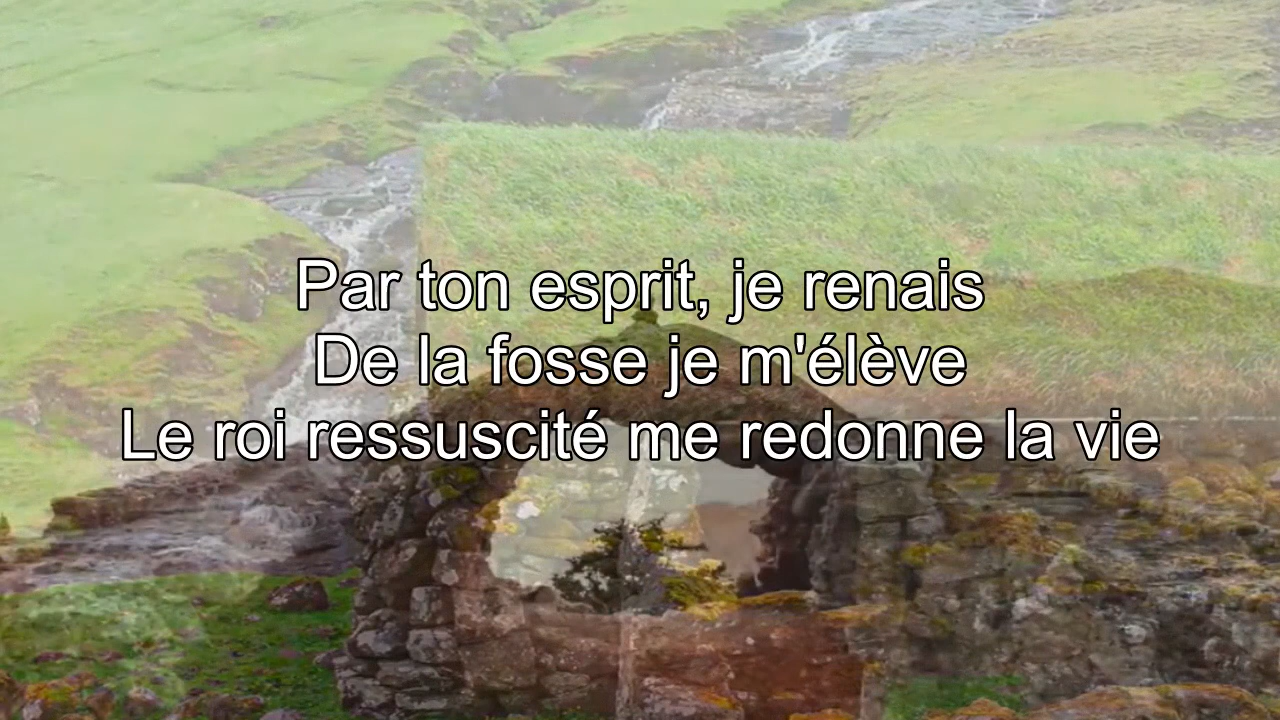 Par ton esprit, je renais
De la fosse je m'élève
Le roi ressuscité me redonne la vie